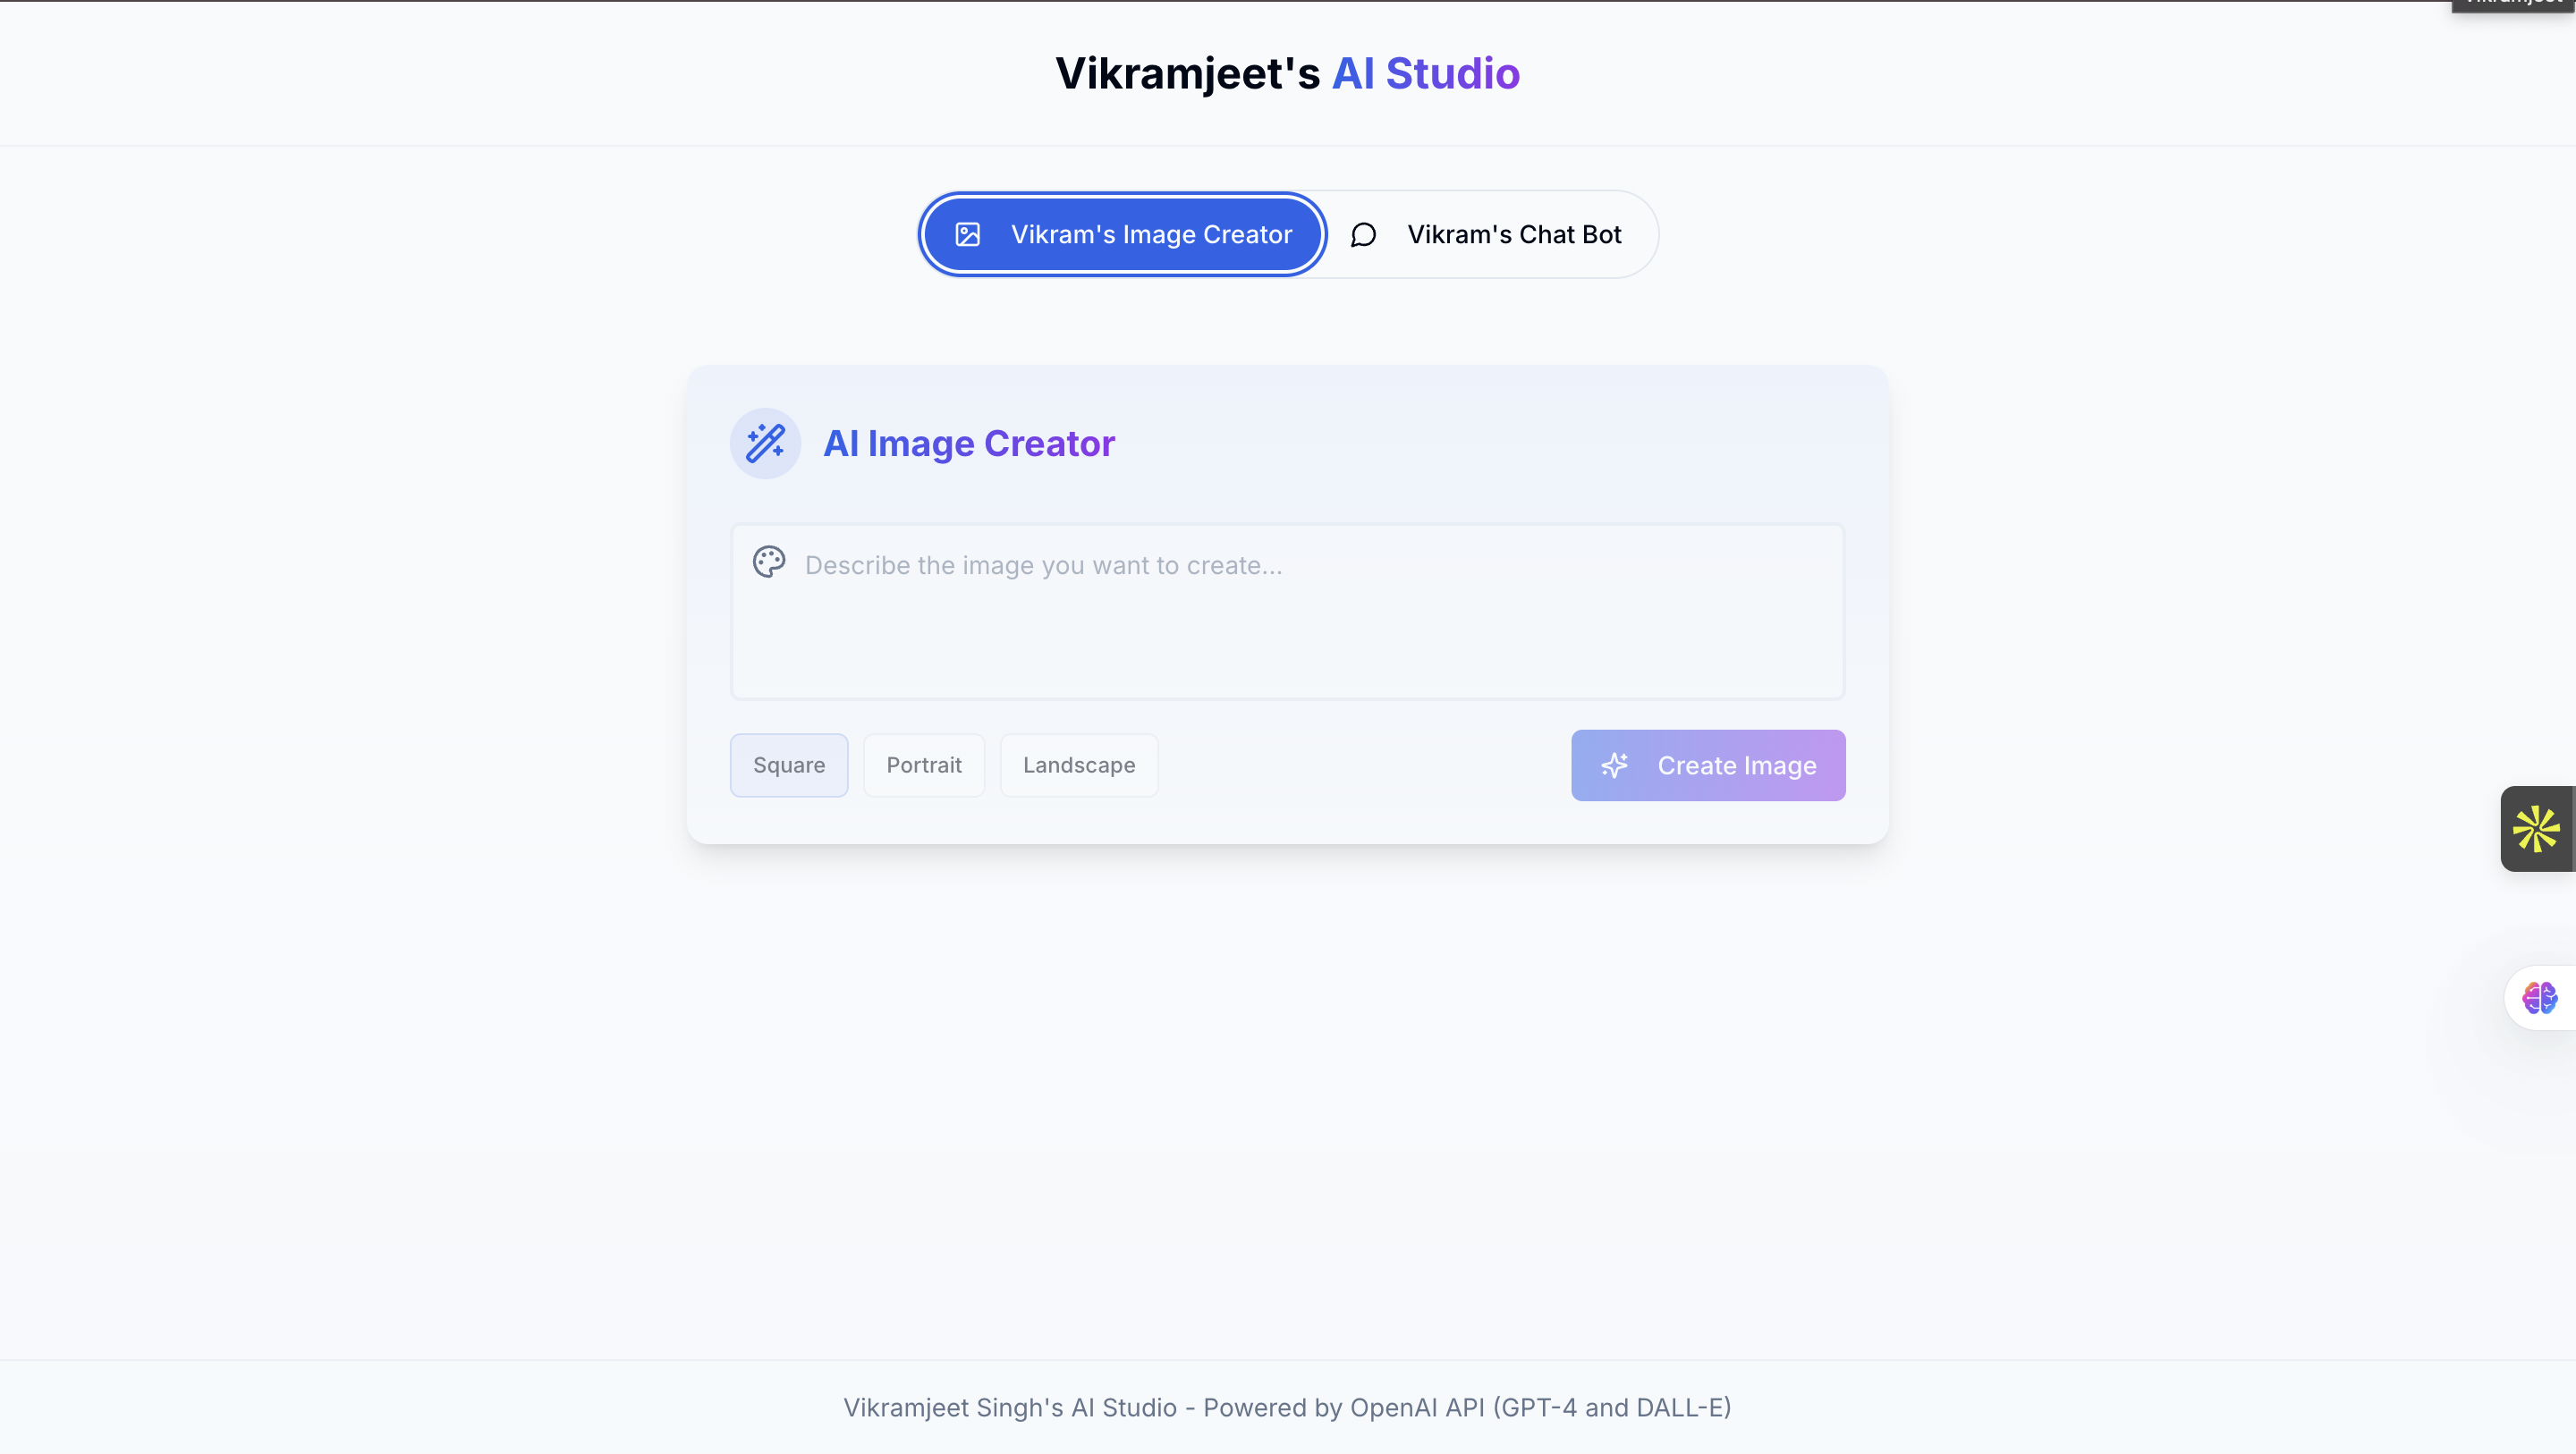 Vikramjeet's AI Studio
Vikram's Image Creator
Vikram's Chat Bot
AI Image Creator
Describe the image you want to create...
Square
Portrait
Landscape
Create Image
Vikramjeet Singh's AI Studio - Powered by OpenAI API (GPT-4 and DALL-E)